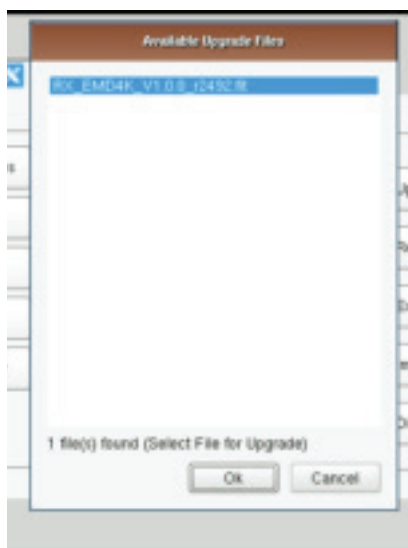 Available Upgrade Files
RX_EMD4K_V1.0.0_r2492.fit
1 file(s) found (Select File for Upgrade)
Ok
Cancel